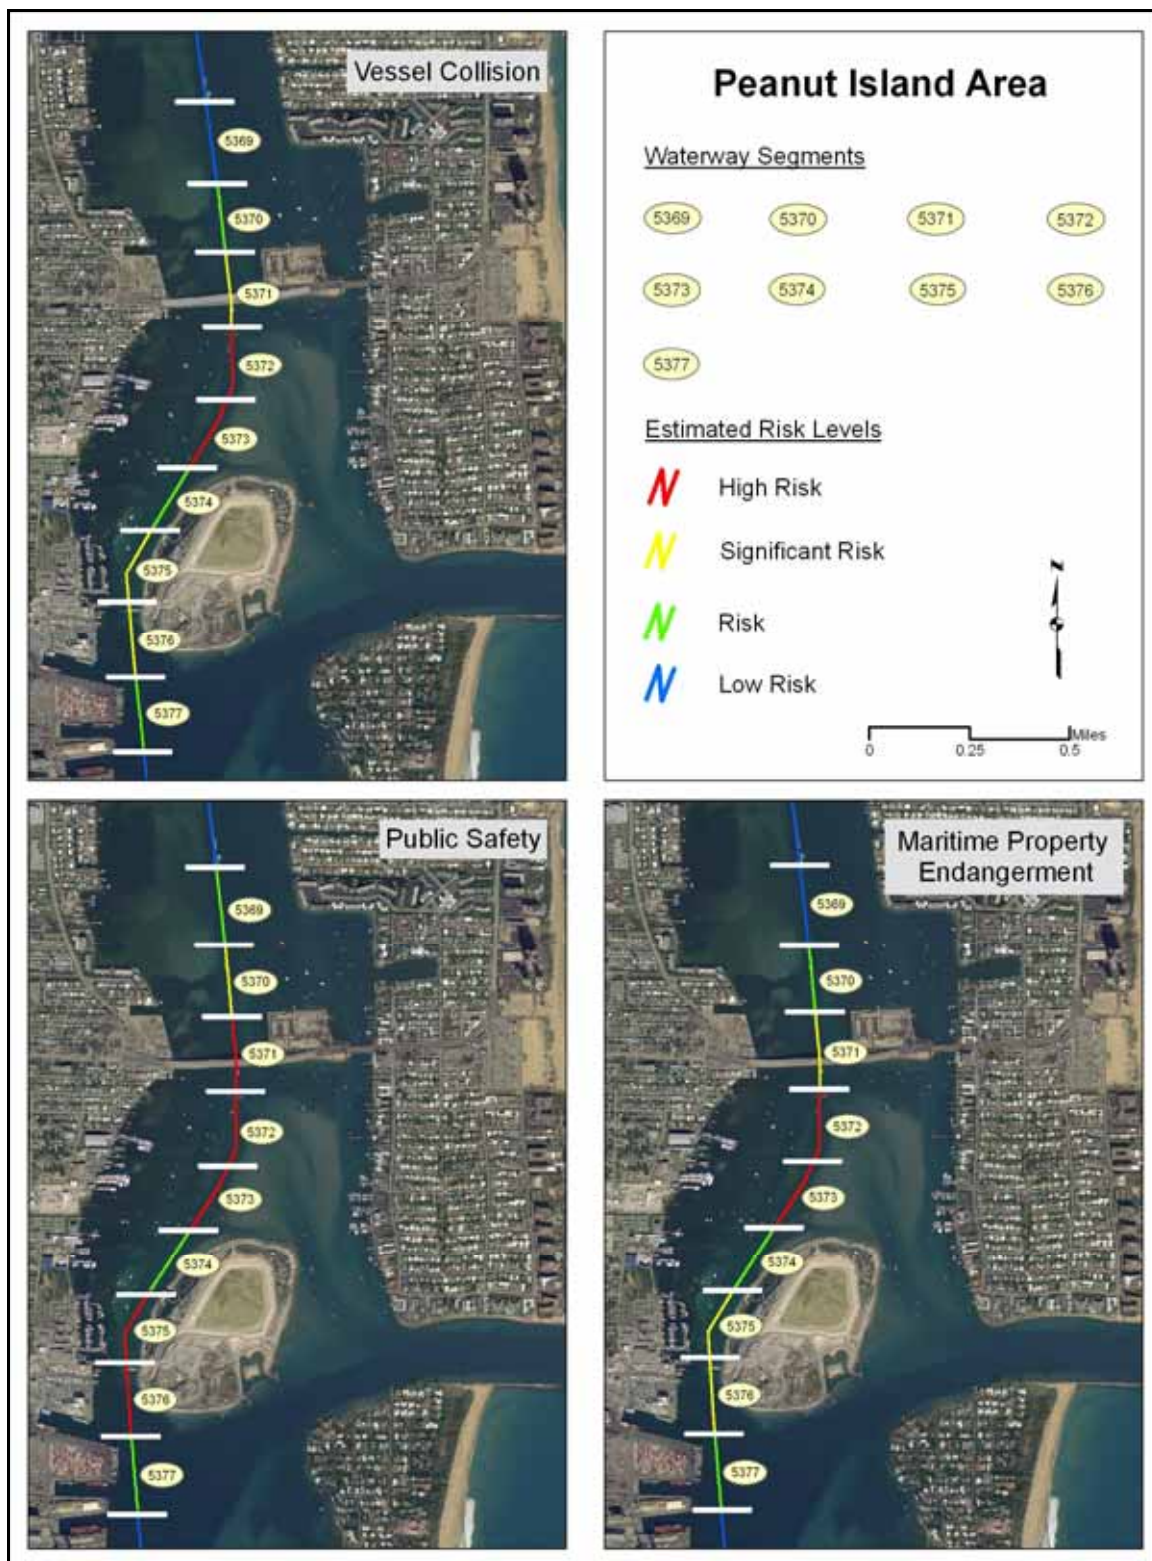 Vessel Collision
5369
5370
5371
5372
5373
5374
5375
5376
5377
Peanut Island Area
Waterway Segments
5369 5370 5371 5372
5373 5374 5375 5376
5377
Estimated Risk Levels
High Risk
Significant Risk
Risk
Low Risk
N
Miles
0 0.25 0.5
Public Safety
5369
5370
5371
5372
5373
5374
5375
5376
5377
Maritime Property
Endangerment
5369
5370
5371
5372
5373
5374
5375
5376
5377